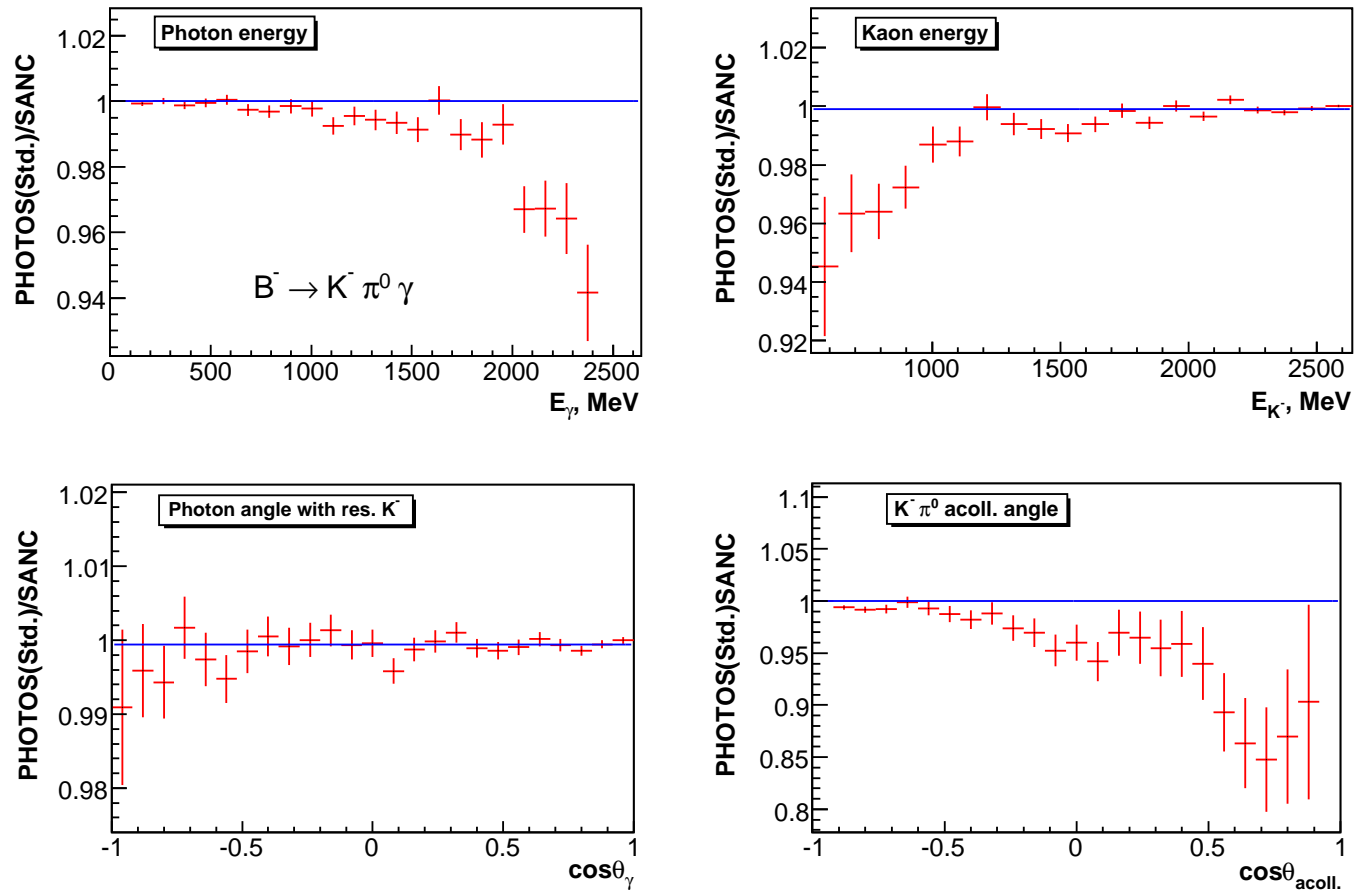 Photon energy
PHOTOS(Std.)/SANC
1.02
1
0.98
0.96
0.94
B⁻ → K⁻ π⁰ γ
0 500 1000 1500 2000 2500
E_γ, MeV
Kaon energy
PHOTOS(Std.)/SANC
1.02
1
0.98
0.96
0.94
0.92
1000 1500 2000 2500
E_K⁻, MeV
Photon angle with res. K⁻
PHOTOS(Std.)/SANC
1.02
1.01
1
0.99
0.98
-1 -0.5 0 0.5 1
cosθ_γ
K⁻ π⁰ acoll. angle
PHOTOS(Std.)SANC
1.1
1.05
1
0.95
0.9
0.85
0.8
-1 -0.5 0 0.5 1
cosθ_acoll.